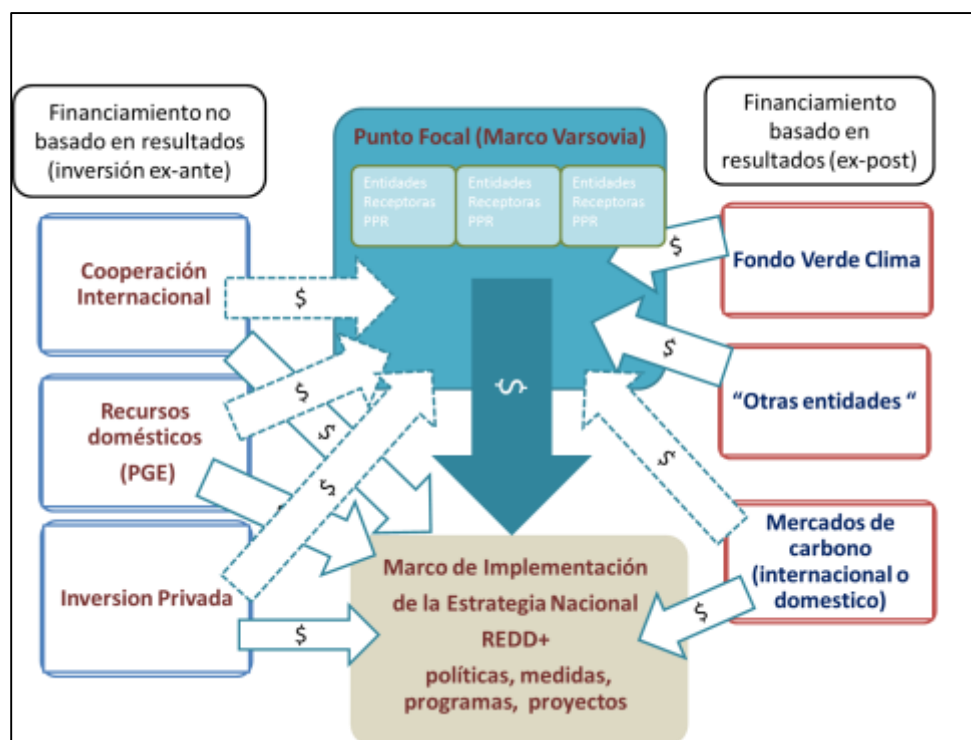 Financiamiento no
basado en resultados
(inversión ex-ante)
Cooperación
Internacional
Recursos
domésticos
(PGE)
Inversion Privada
Punto Focal (Marco Varsovia)
Entidades
Receptoras
PPR
Entidades
Receptoras
PPR
Entidades
Receptoras
PPR
$
$
$
$
$
$
Marco de Implementación
de la Estrategia Nacional
REDD+
políticas, medidas,
programas, proyectos
Financiamiento
basado en
resultados (ex-post)
$
Fondo Verde Clima
$
“Otras entidades “
$
Mercados de
carbono
(internacional o
domestico)
$